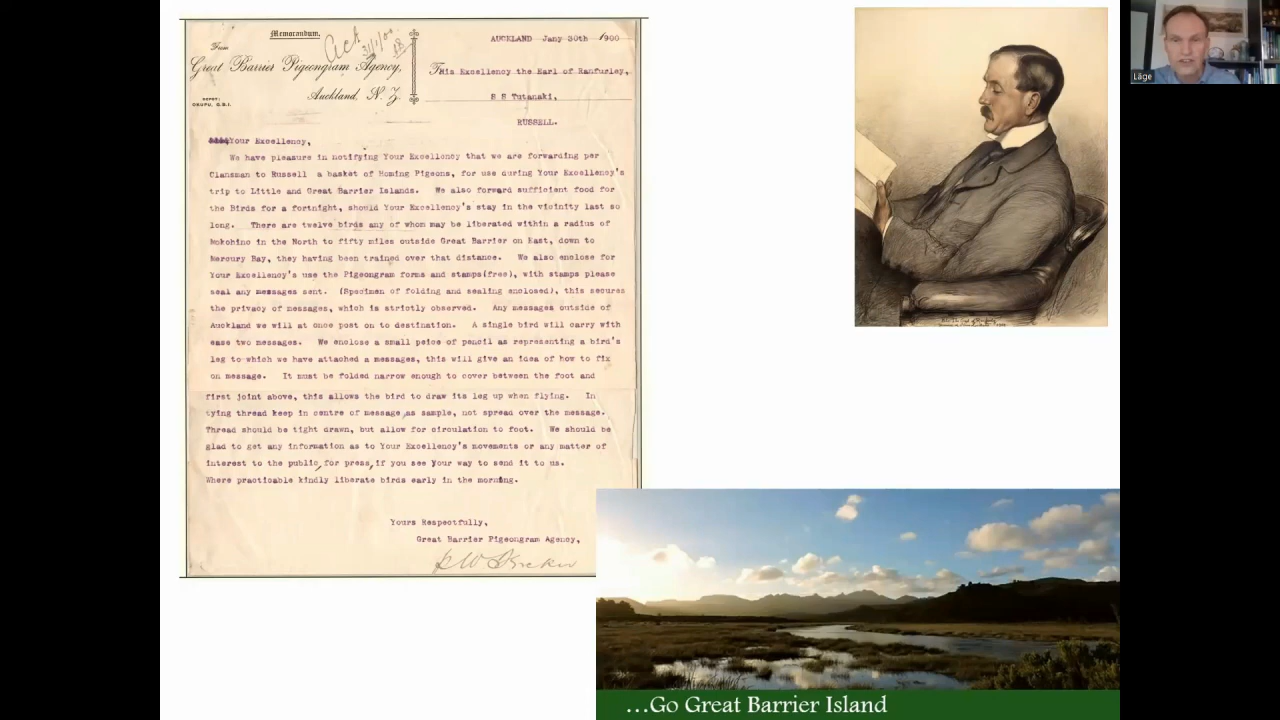 Memorandum.
Ack
31/1/00
From
Great Barrier Pigeongram Agency,
Auckland, N. Z.
DEPOT:
OKUPU, G.B.I.
AUCKLAND Jany 30th 1900
To His Excellency the Earl of Ranfurley,
S S Tutanaki,
RUSSELL.
Your Excellency,
We have pleasure in notifying Your Excellency that we are forwarding per
Clansman to Russell a basket of Homing Pigeons, for use during Your Excellency's
trip to Little and Great Barrier Islands. We also forward sufficient food for
the Birds for a fortnight, should Your Excellency's stay in the vicinity last so
long. There are twelve birds any of whom may be liberated within a radius of
Mokohino in the North to fifty miles outside Great Barrier on East, down to
Mercury Bay, they having been trained over that distance. We also enclose for
Your Excellency's use the Pigeongram forms and stamps(free), with stamps please
seal any messages sent. (Specimen of folding and sealing enclosed), this secures
the privacy of messages, which is strictly observed. Any messages outside of
Auckland we will at once post on to destination. A single bird will carry with
ease two messages. We enclose a small peice of pencil as representing a bird's
leg to which we have attached a messages, this will give an idea of how to fix
on message. It must be folded narrow enough to cover between the foot and
first joint above, this allows the bird to draw its leg up when flying. In
tying thread keep in centre of message,as sample, not spread over the message.
Thread should be tight drawn, but allow for circulation to foot. We should be
glad to get any information as to Your Excellency's movements or any matter of
interest to the public,for press,if you see Your way to send it to us.
Where practicable kindly liberate birds early in the morning.
Yours Respectfully,
Great Barrier Pigeongram Agency,
Läge
...Go Great Barrier Island